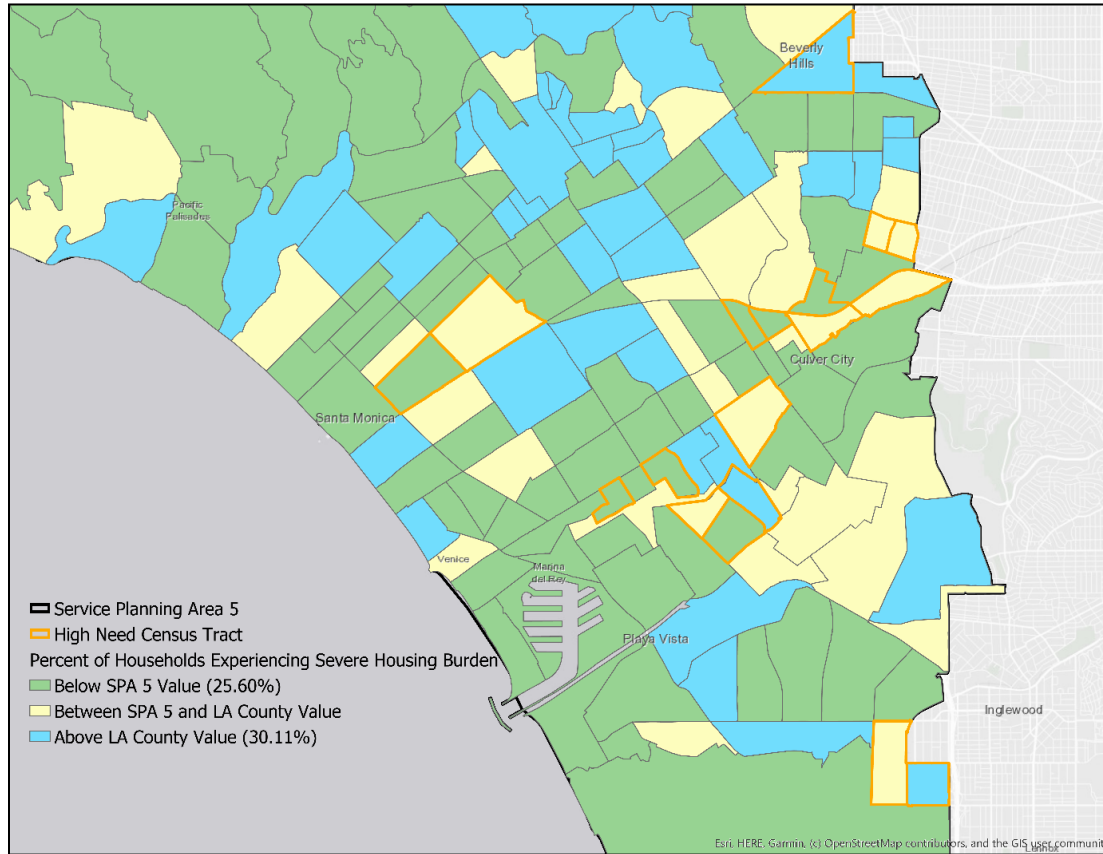 Beverly
Hills
Pacific
Palisades
Culver City
Santa Monica
Venice
Marina
del Rey
Playa Vista
Inglewood
Service Planning Area 5
High Need Census Tract
Percent of Households Experiencing Severe Housing Burden
Below SPA 5 Value (25.60%)
Between SPA 5 and LA County Value
Above LA County Value (30.11%)
Esri, HERE, Garmin, (c) OpenStreetMap contributors, and the GIS user communit
Lennox